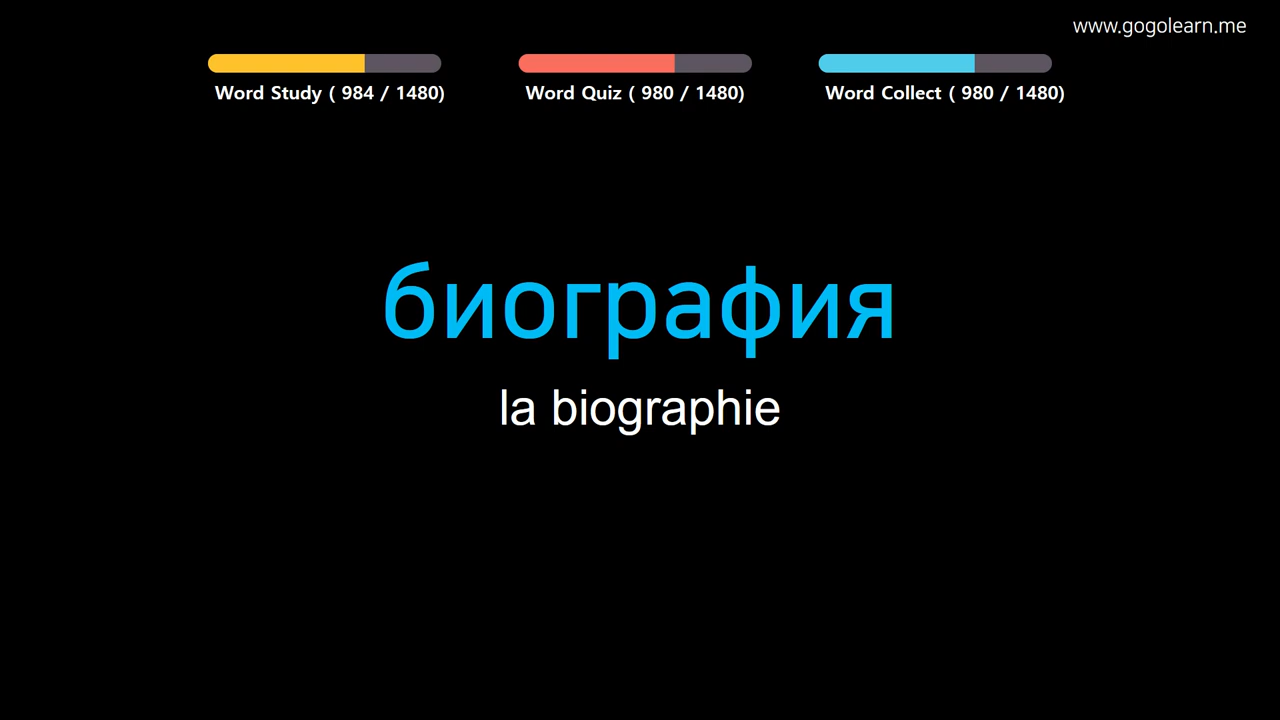 www.gogolearn.me
Word Study ( 984 / 1480)
Word Quiz ( 980 / 1480)
Word Collect ( 980 / 1480)
биография
la biographie